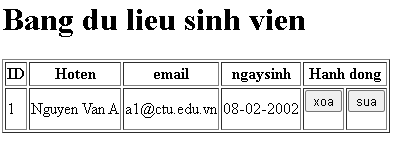 Bang du lieu sinh vien
ID Hoten email ngaysinh Hanh dong
1 Nguyen Van A a1@ctu.edu.vn 08-02-2002 xoa sua